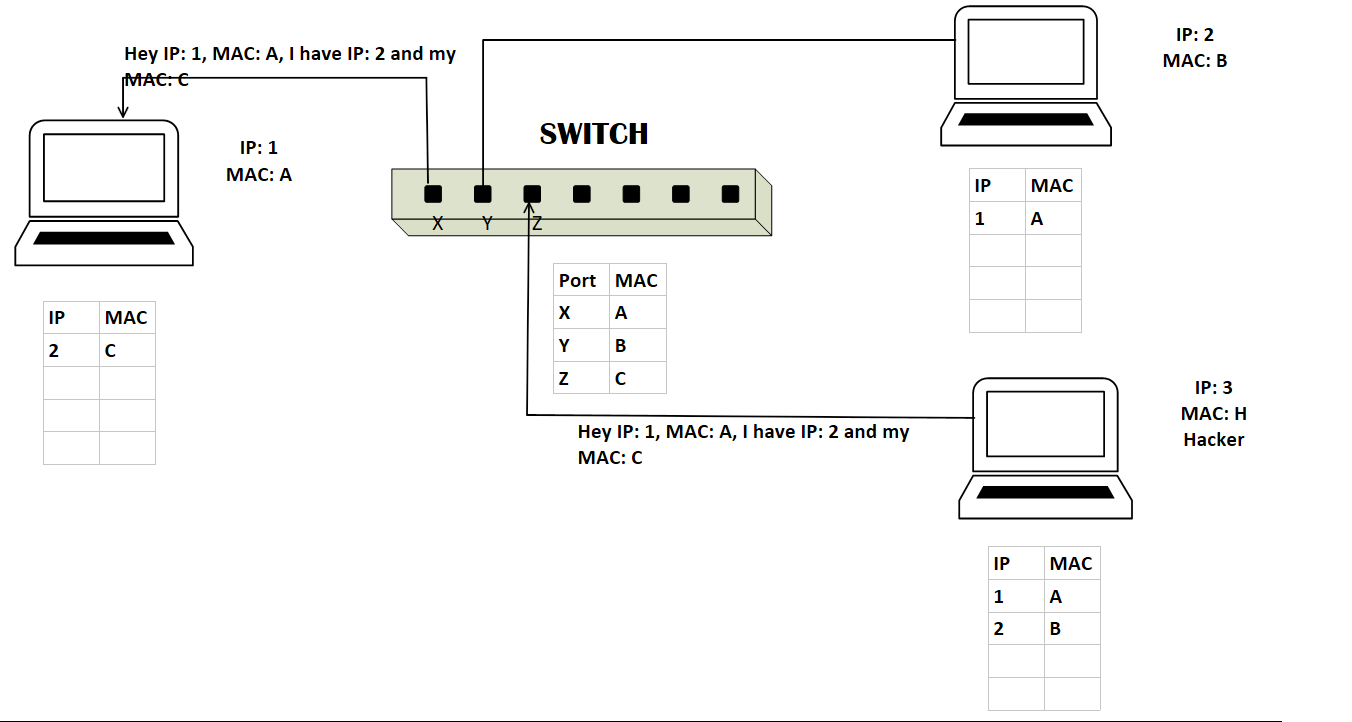 Hey IP: 1, MAC: A, I have IP: 2 and my
MAC: C
IP: 1
MAC: A
SWITCH
X Y Z
IP: 2
MAC: B
IP MAC
1 A
Port MAC
X A
Y B
Z C
IP MAC
2 C
Hey IP: 1, MAC: A, I have IP: 2 and my
MAC: C
IP: 3
MAC: H
Hacker
IP MAC
1 A
2 B